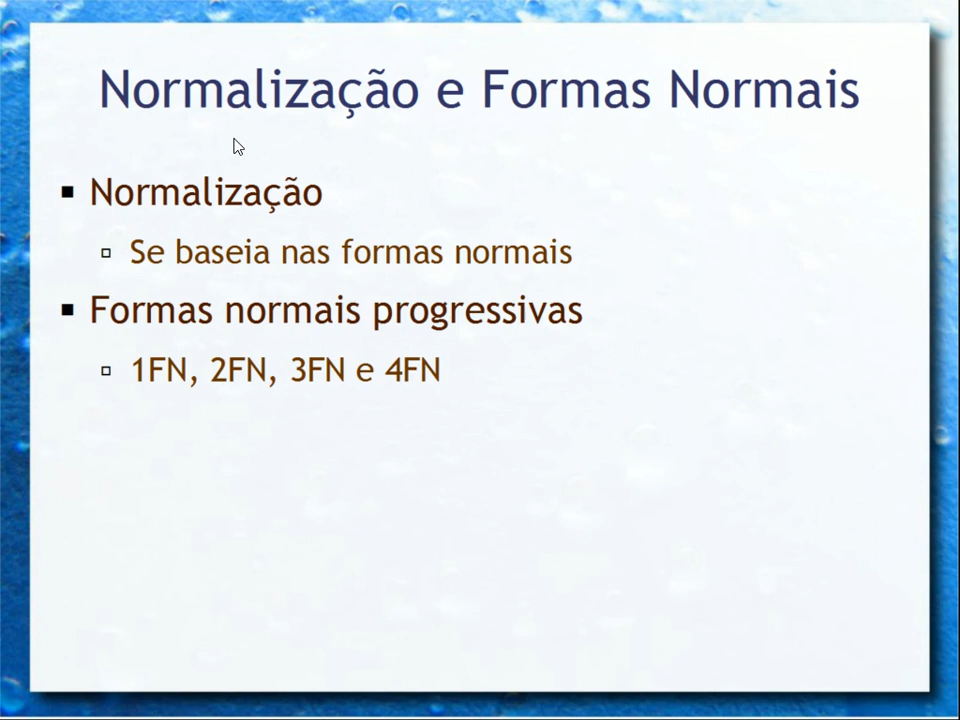 Normalização e Formas Normais
Normalização
Se baseia nas formas normais
Formas normais progressivas
1FN, 2FN, 3FN e 4FN